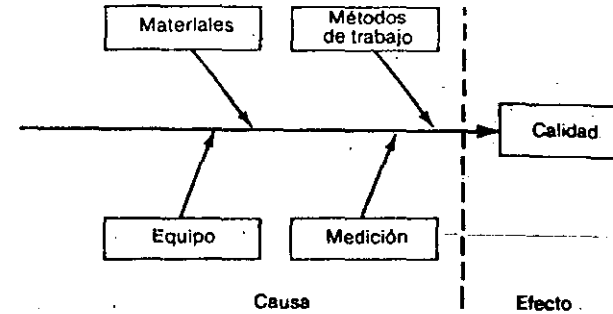 Materiales
Métodos
de trabajo
Calidad
Equipo
Medición
Causa
Efecto